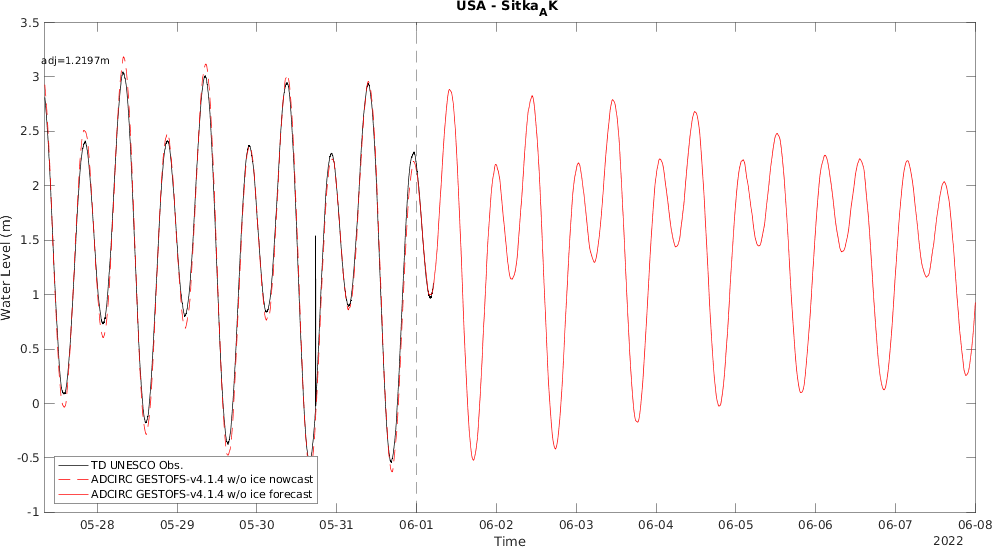 USA - Sitka_AK
adj=1.2197m
3.5
3
2.5
2
1.5
1
0.5
0
-0.5
-1
Water Level (m)
TD UNESCO Obs.
ADCIRC GESTOFS-v4.1.4 w/o ice nowcast
ADCIRC GESTOFS-v4.1.4 w/o ice forecast
05-28 05-29 05-30 05-31 06-01 06-02 06-03 06-04 06-05 06-06 06-07 06-08
Time
2022